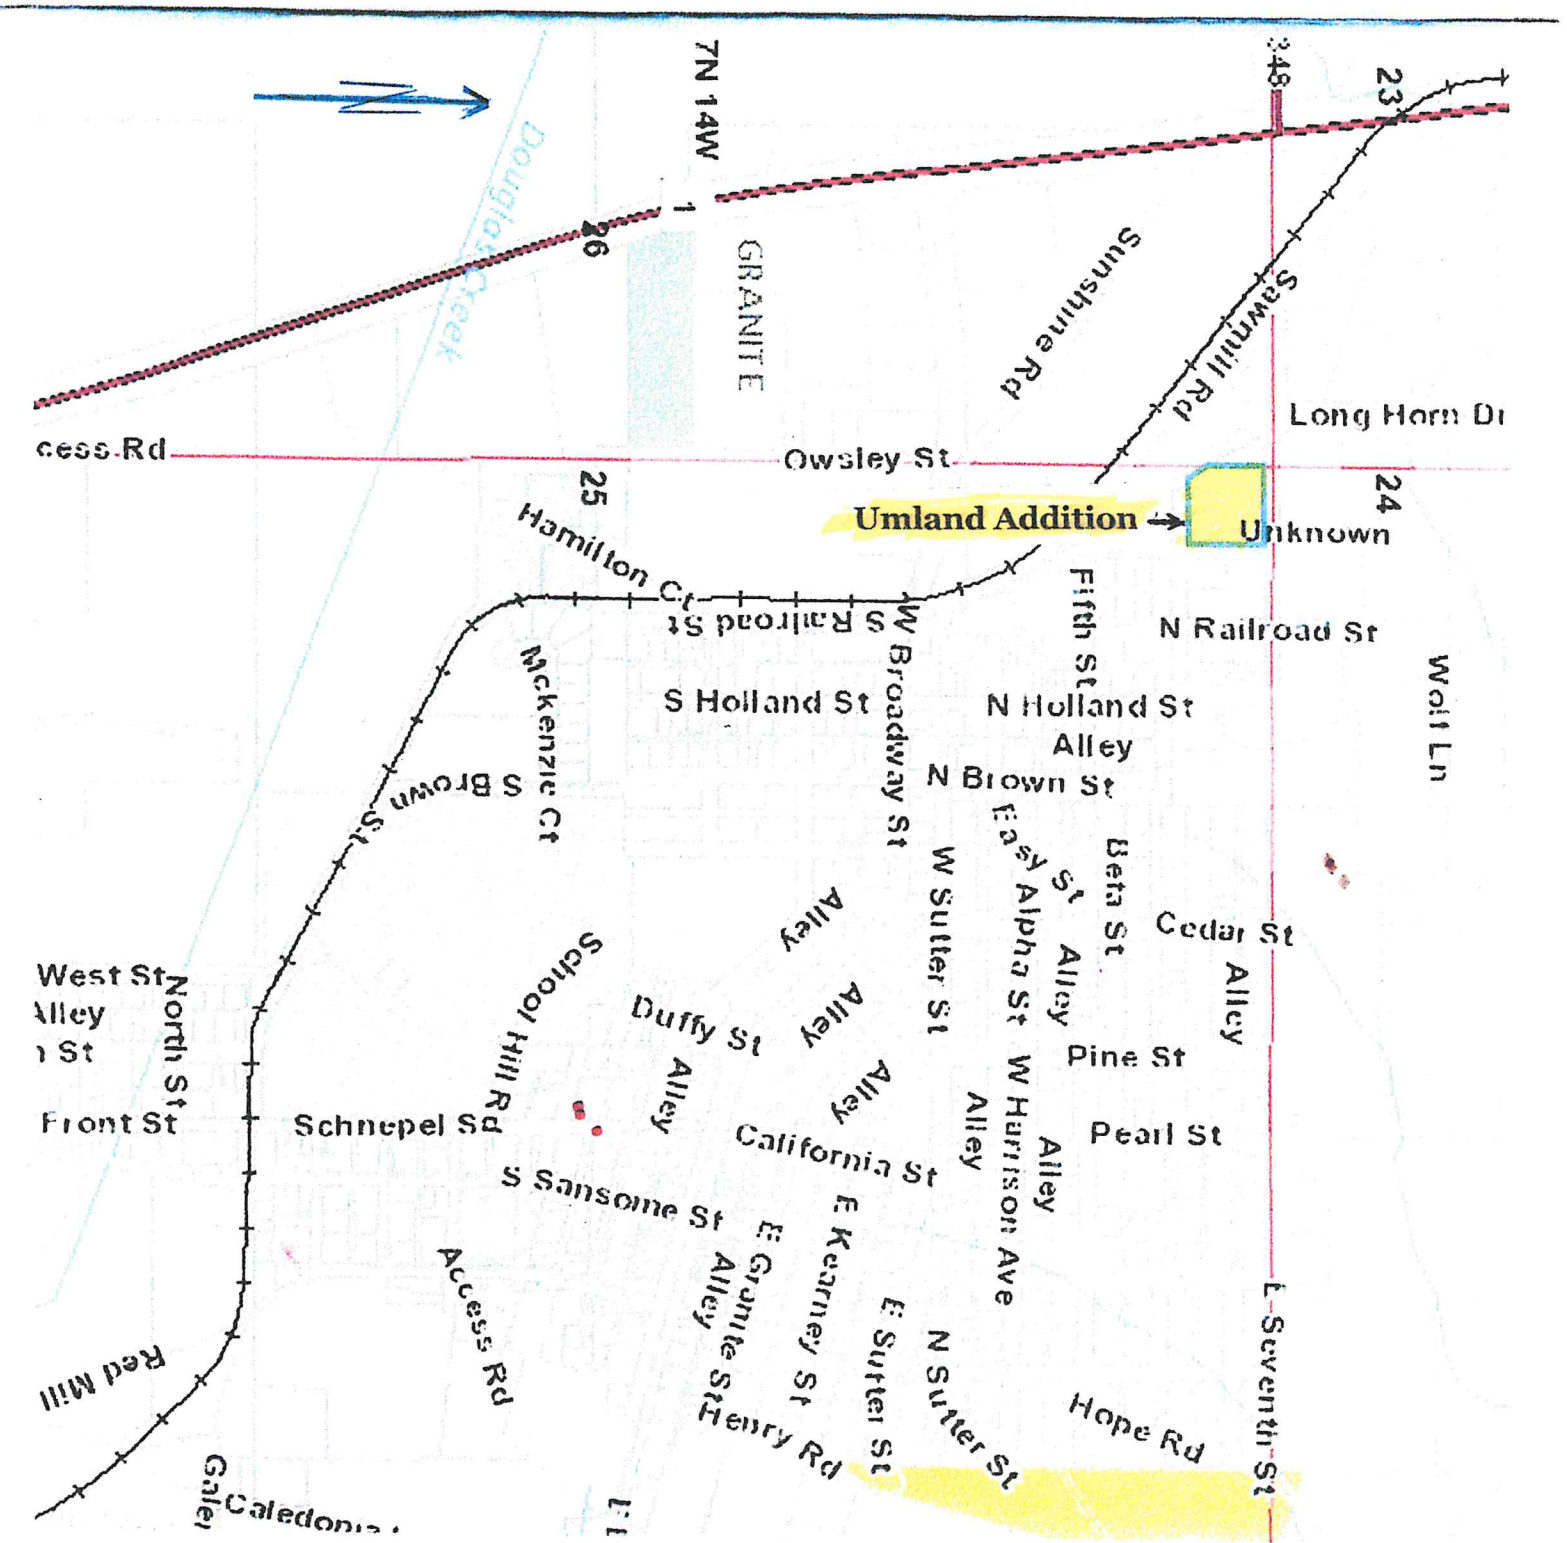 7N 14W
348
23
Douglas Creek
1
26
GRANITE
Sunshine Rd
Sawmill Rd
Long Horn Dr
cess Rd
Owsley St
25
24
Umland Addition
Unknown
Hamilton Ct
S Railroad St
W Broadway St
Fifth St
N Railroad St
Mckenzie Ct
S Holland St
N Holland St
Wolf Ln
Alley
S Brown St
N Brown St
Easy St
Beta St
W Sutter St
Alpha St
Alley
Alley
Cedar St
Alley
School Hill Rd
West St
North St
Alley
Duffy St
Alley
n St
Pine St
Alley
Alley
W Harrison Ave
Front St
Schnepel Sd
California St
Alley
Alley
Pearl St
S Sansome St
E Kearney St
E Granite St
Alley
Access Rd
E Sutter St
N Sutter St
E Seventh St
Red Mill
Henry Rd
Hope Rd
Galer
Caledonia